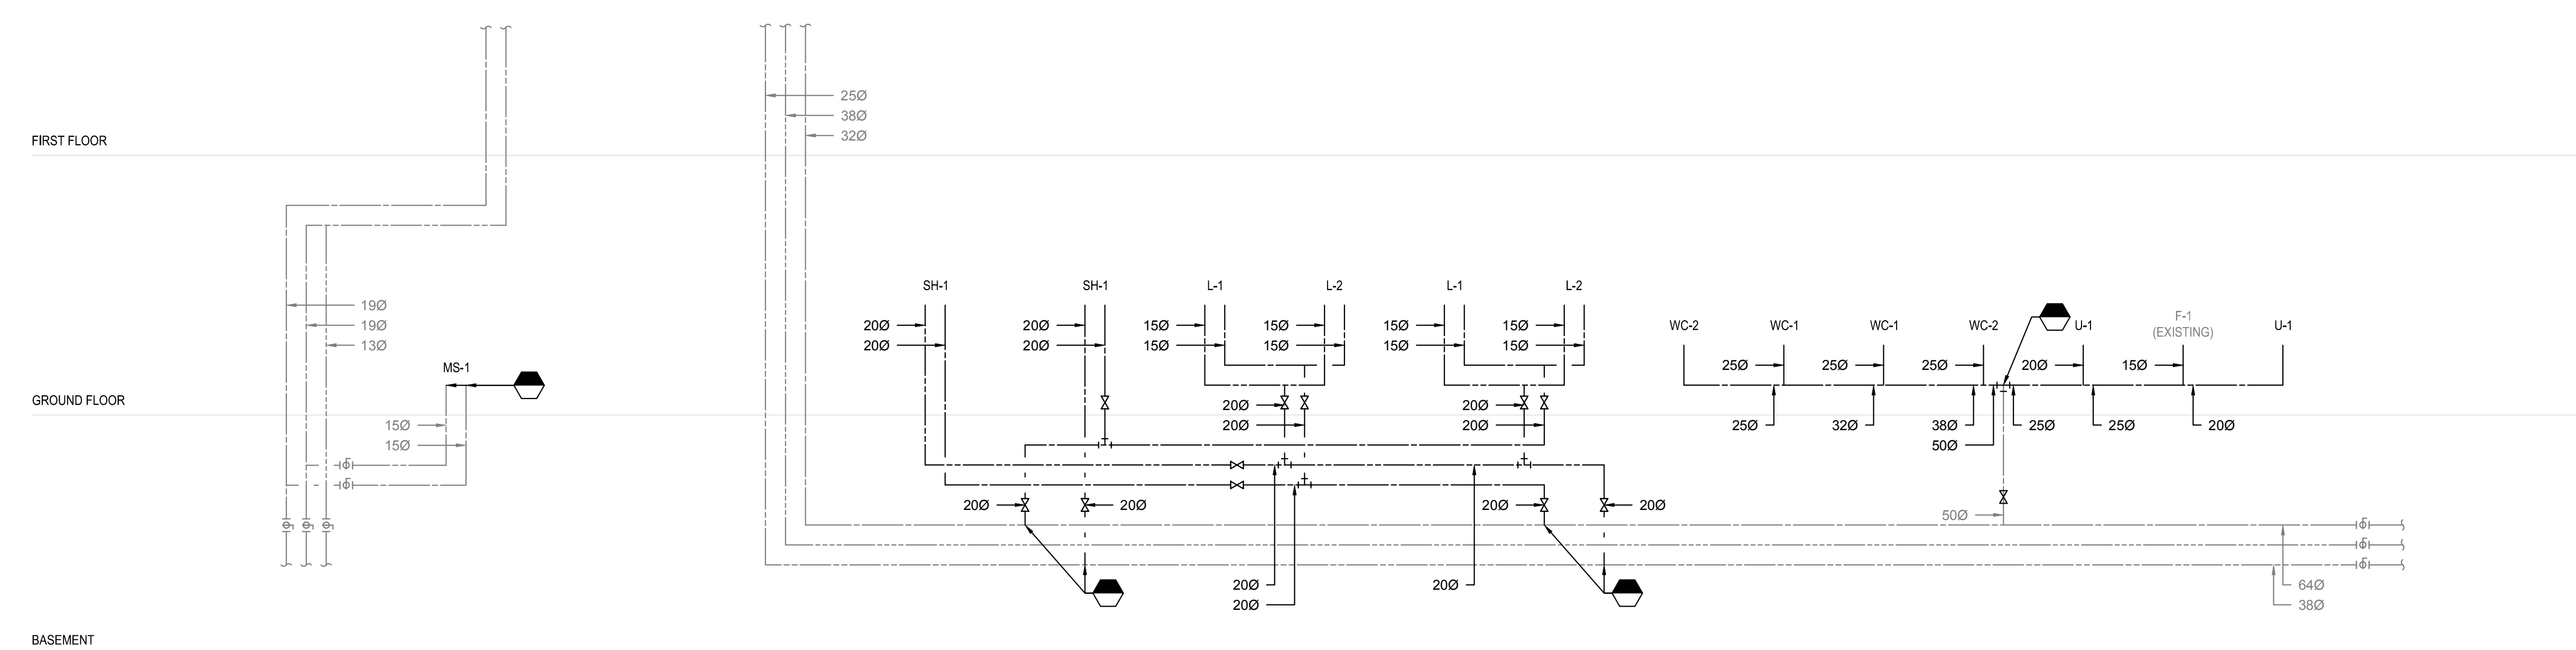 25Ø
38Ø
32Ø
FIRST FLOOR
SH-1 SH-1 L-1 L-2 L-1 L-2
19Ø
19Ø
13Ø
20Ø 20Ø 15Ø 15Ø 15Ø 15Ø
20Ø 20Ø 15Ø 15Ø 15Ø 15Ø
F-1
(EXISTING)
WC-2 WC-1 WC-1 WC-2 U-1 U-1
MS-1
25Ø 25Ø 25Ø 20Ø 15Ø
GROUND FLOOR
20Ø 20Ø
15Ø 20Ø 20Ø 25Ø 32Ø 38Ø 25Ø 25Ø 20Ø
15Ø 50Ø
20Ø 20Ø 20Ø 20Ø
50Ø
20Ø 20Ø 64Ø
20Ø 38Ø
BASEMENT